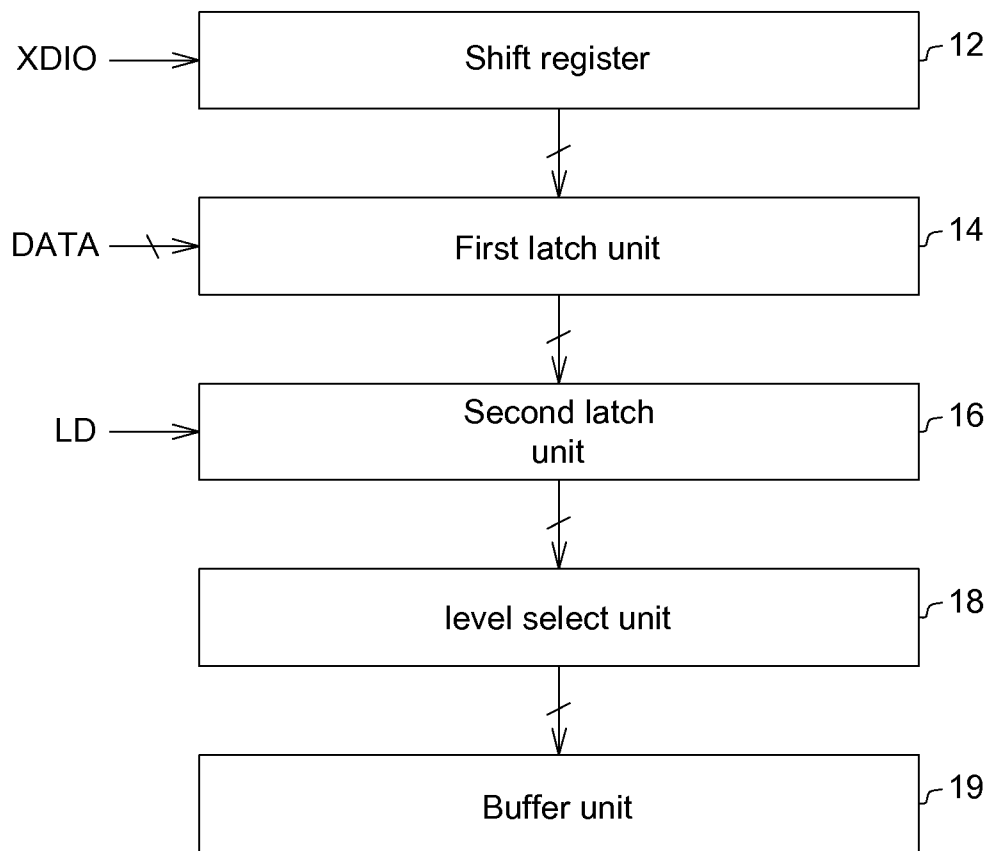 XDIO
Shift register
12
DATA
First latch unit
14
LD
Second latch
unit
16
level select unit
18
Buffer unit
19